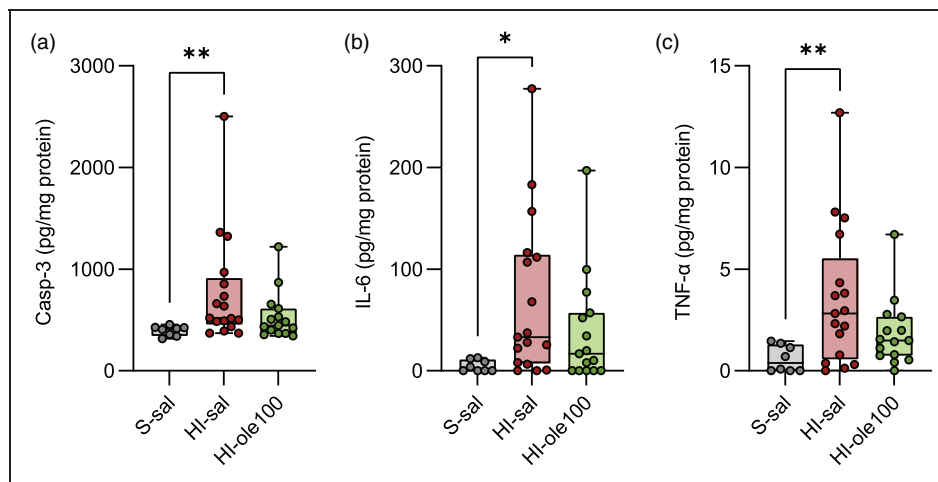 (a)
**
3000
2000
1000
0
Casp-3 (pg/mg protein)
S-sal
HI-sal
HI-ole100
(b)
*
300
200
100
0
IL-6 (pg/mg protein)
S-sal
HI-sal
HI-ole100
(c)
**
15
10
5
0
TNF-α (pg/mg protein)
S-sal
HI-sal
HI-ole100